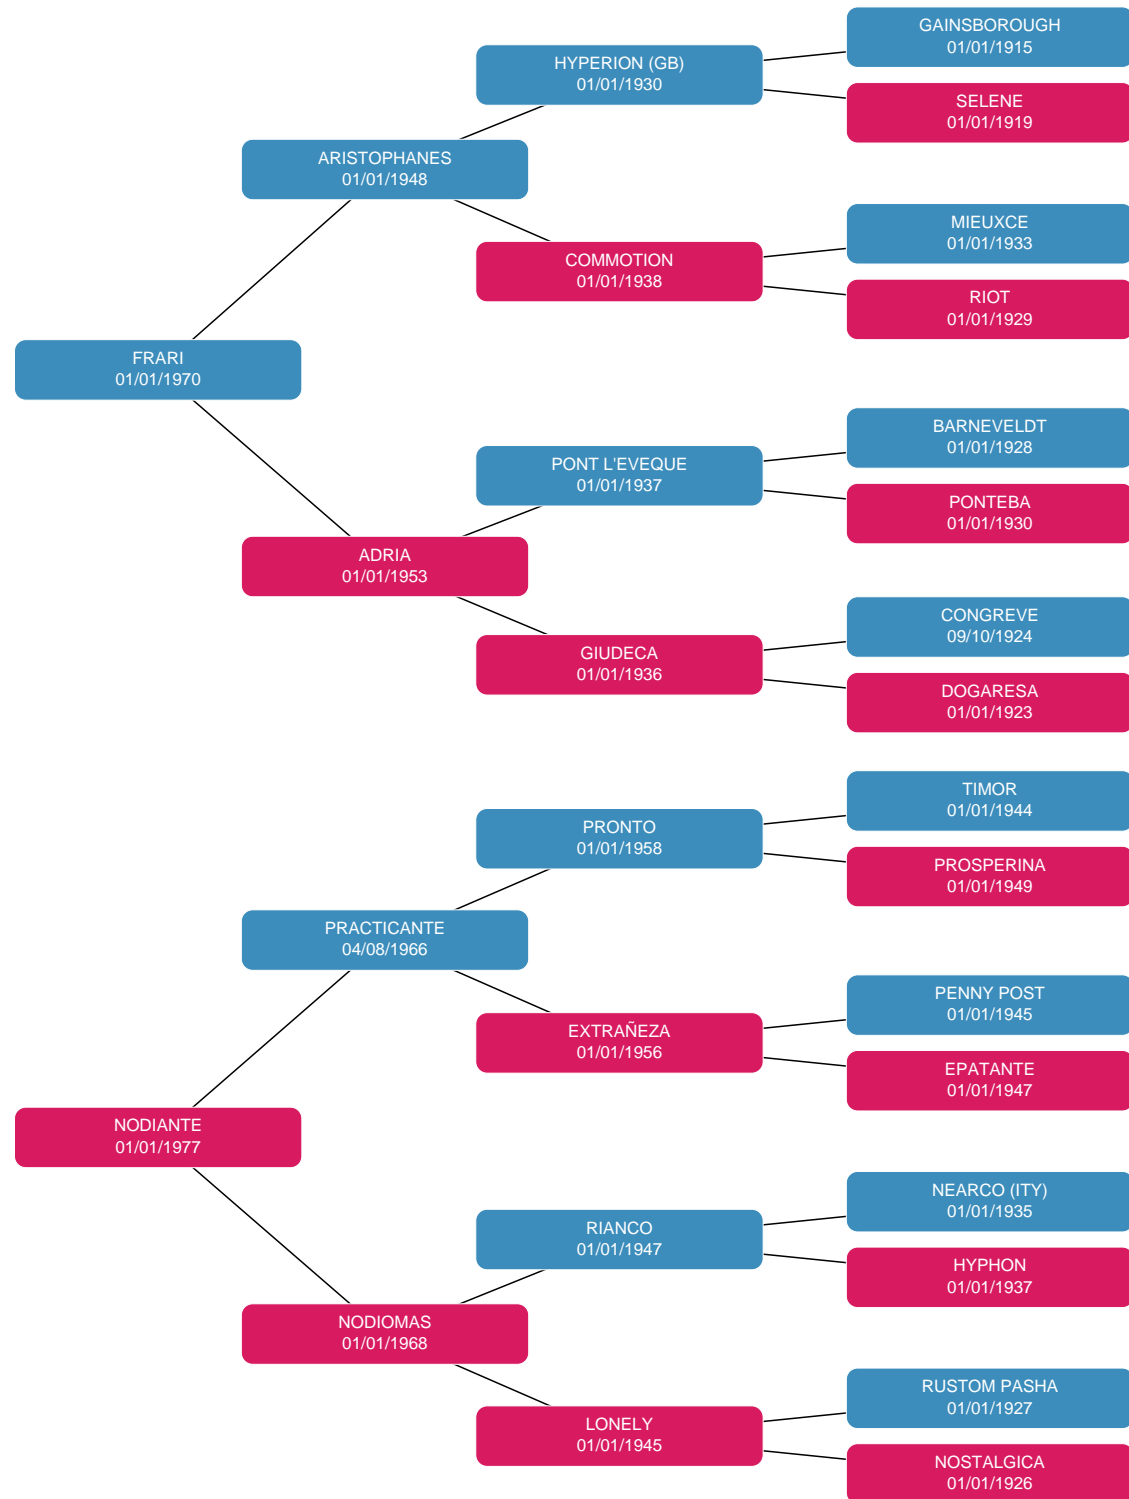 GAINSBOROUGH
01/01/1915
HYPERION (GB)
01/01/1930
SELENE
01/01/1919
ARISTOPHANES
01/01/1948
MIEUXCE
01/01/1933
COMMOTION
01/01/1938
RIOT
01/01/1929
FRARI
01/01/1970
BARNEVELDT
01/01/1928
PONT L'EVEQUE
01/01/1937
PONTEBA
01/01/1930
ADRIA
01/01/1953
CONGREVE
09/10/1924
GIUDECA
01/01/1936
DOGARESA
01/01/1923
TIMOR
01/01/1944
PRONTO
01/01/1958
PROSPERINA
01/01/1949
PRACTICANTE
04/08/1966
PENNY POST
01/01/1945
EXTRAÑEZA
01/01/1956
EPATANTE
01/01/1947
NODIANTE
01/01/1977
NEARCO (ITY)
01/01/1935
RIANCO
01/01/1947
HYPHON
01/01/1937
NODIOMAS
01/01/1968
RUSTOM PASHA
01/01/1927
LONELY
01/01/1945
NOSTALGICA
01/01/1926